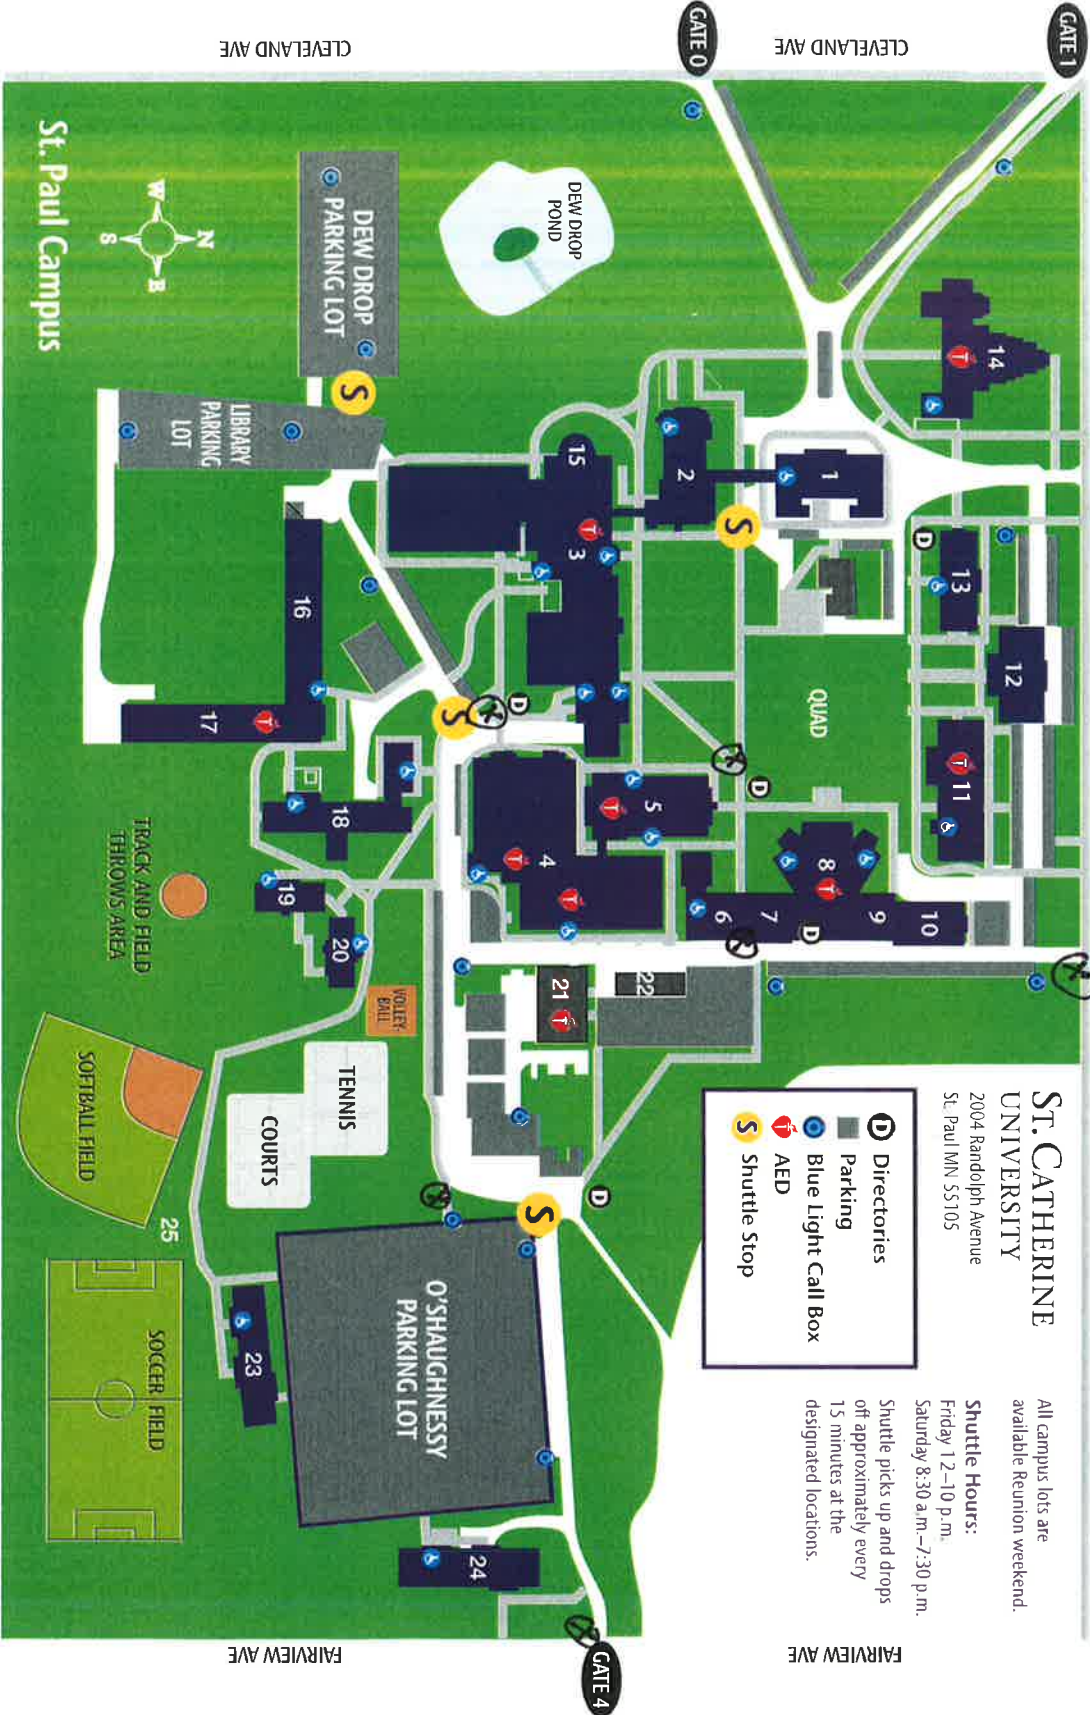 ST. CATHERINE
UNIVERSITY
2004 Randolph Avenue
St. Paul MN 55105
All campus lots are
available Reunion weekend.
Shuttle Hours:
Friday 12–10 p.m.
Saturday 8:30 a.m.–7:30 p.m.
Shuttle picks up and drops
off approximately every
15 minutes at the
designated locations.
D Directories
Parking
Blue Light Call Box
AED
S Shuttle Stop
GATE 1
GATE 0
GATE 4
CLEVELAND AVE
CLEVELAND AVE
FAIRVIEW AVE
FAIRVIEW AVE
14
1
2
15
3
13
12
11
QUAD
D
D
D
D
D
S
S
S
S
5
4
8
6
7
9
10
16
17
18
19
20
21
22
23
24
25
DEW DROP
POND
DEW DROP
PARKING LOT
LIBRARY
PARKING
LOT
TRACK AND FIELD
THROWS AREA
VOLLEY-
BALL
TENNIS
COURTS
SOFTBALL FIELD
SOCCER FIELD
O'SHAUGHNESSY
PARKING LOT
N
W
E
S
St. Paul Campus